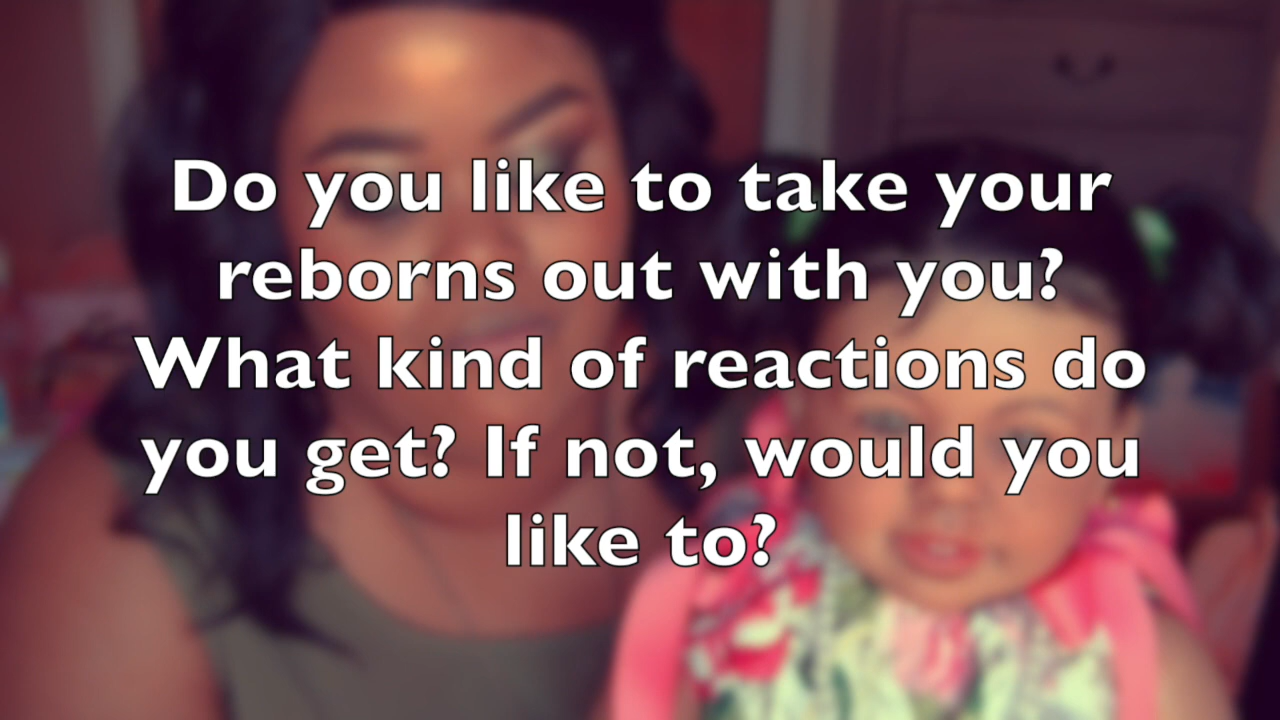 Do you like to take your
reborns out with you?
What kind of reactions do
you get? If not, would you
like to?